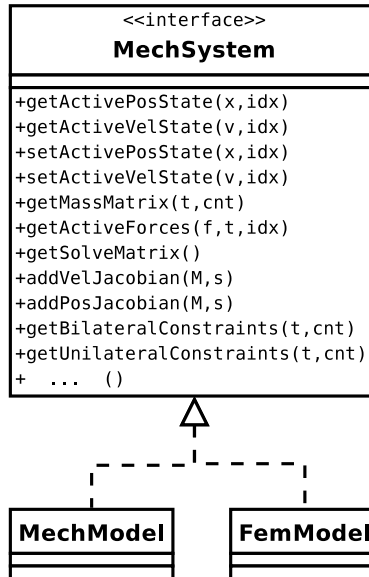 <<interface>>
MechSystem
+getActivePosState(x,idx)
+getActiveVelState(v,idx)
+setActivePosState(x,idx)
+setActiveVelState(v,idx)
+getMassMatrix(t,cnt)
+getActiveForces(f,t,idx)
+getSolveMatrix()
+addVelJacobian(M,s)
+addPosJacobian(M,s)
+getBilateralConstraints(t,cnt)
+getUnilateralConstraints(t,cnt)
+  ...  ()
MechModel
FemModel